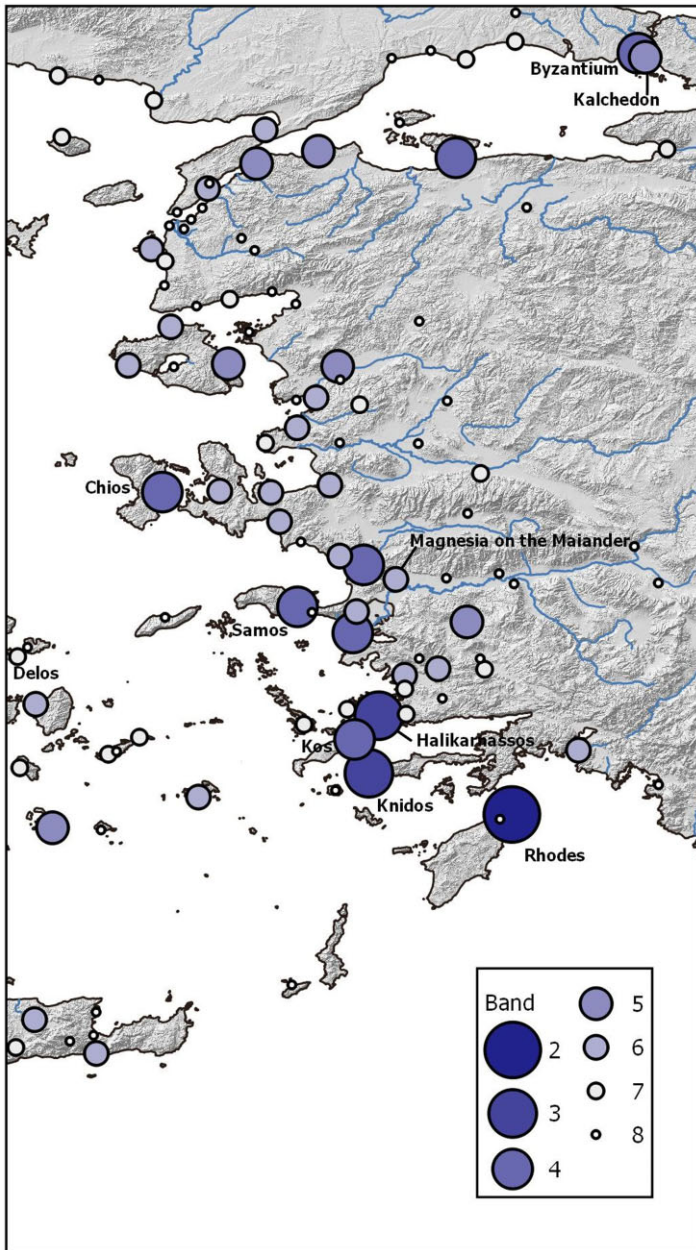 Byzantium
Kalchedon
Chios
Magnesia on the Maiander
Samos
Delos
Kos
Halikarnassos
Knidos
Rhodes
Band
2
3
4
5
6
7
8